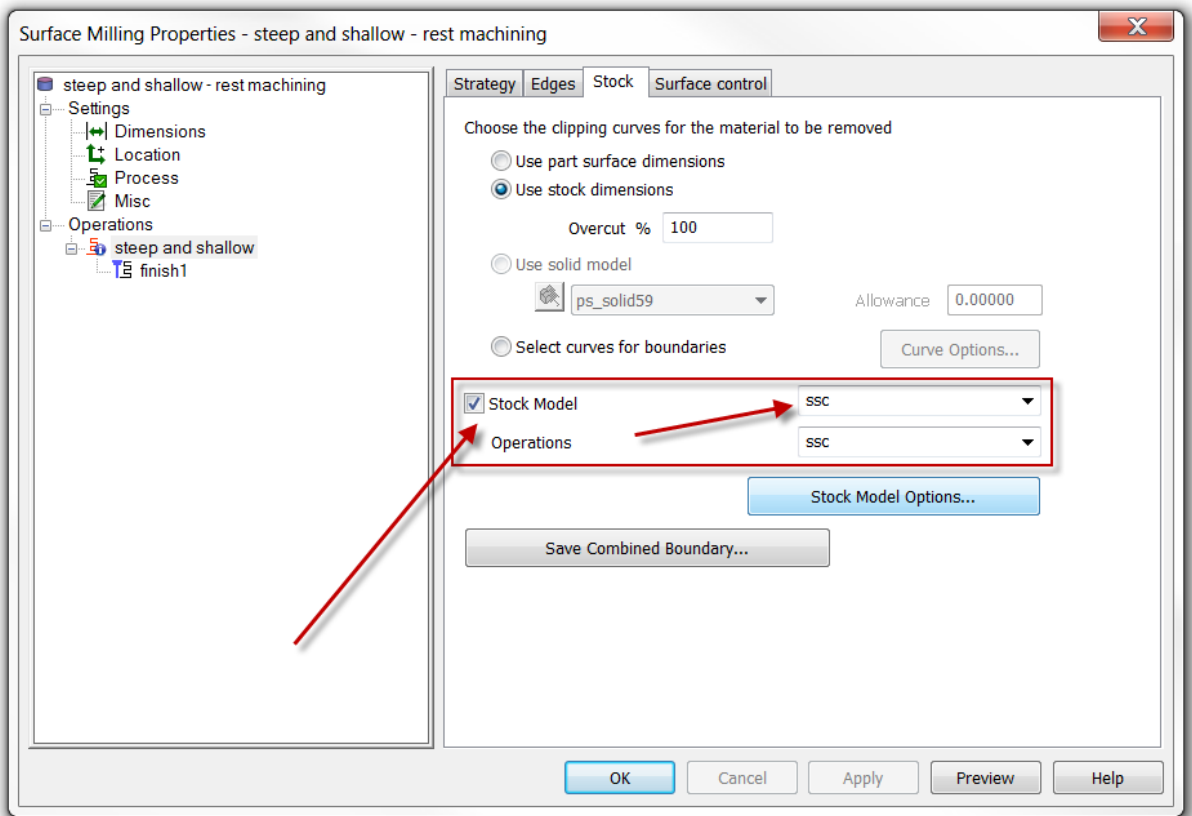 Surface Milling Properties - steep and shallow - rest machining
X
steep and shallow - rest machining
Settings
Dimensions
Location
Process
Misc
Operations
steep and shallow
finish1
Strategy Edges Stock Surface control
Choose the clipping curves for the material to be removed
Use part surface dimensions
Use stock dimensions
Overcut % 100
Use solid model
ps_solid59 Allowance 0.00000
Select curves for boundaries Curve Options...
Stock Model ssc
Operations ssc
Stock Model Options...
Save Combined Boundary...
OK Cancel Apply Preview Help